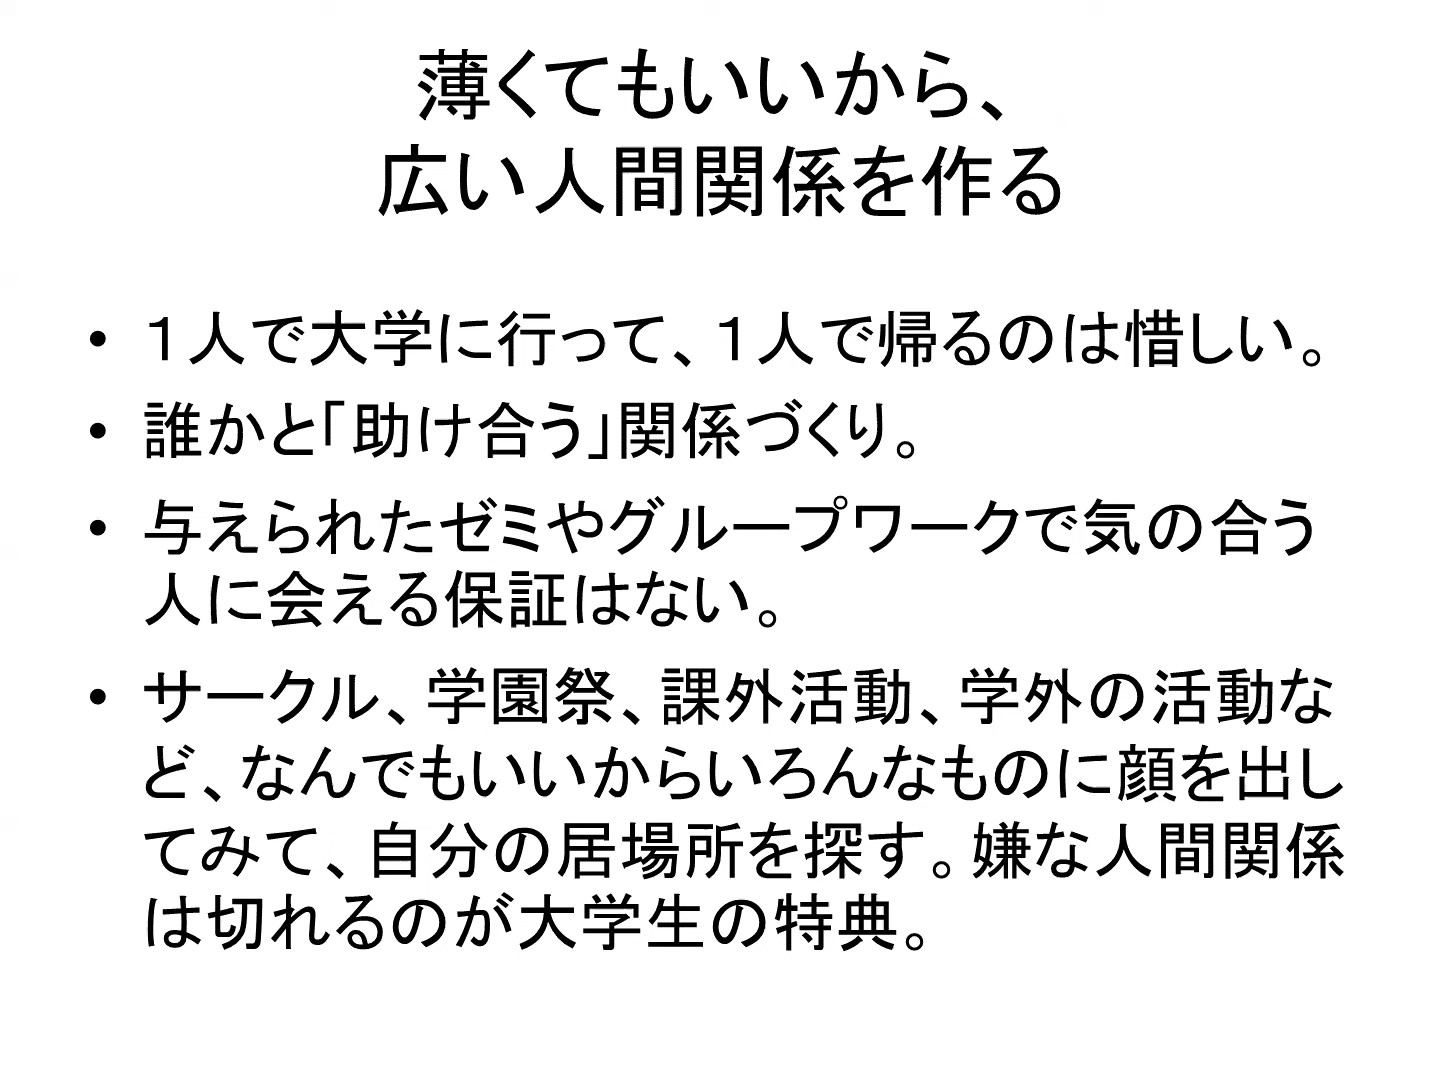 薄くてもいいから、
広い人間関係を作る
• １人で大学に行って、１人で帰るのは惜しい。
• 誰かと「助け合う」関係づくり。
• 与えられたゼミやグループワークで気の合う
人に会える保証はない。
• サークル、学園祭、課外活動、学外の活動な
ど、なんでもいいからいろんなものに顔を出し
てみて、自分の居場所を探す。嫌な人間関係
は切れるのが大学生の特典。